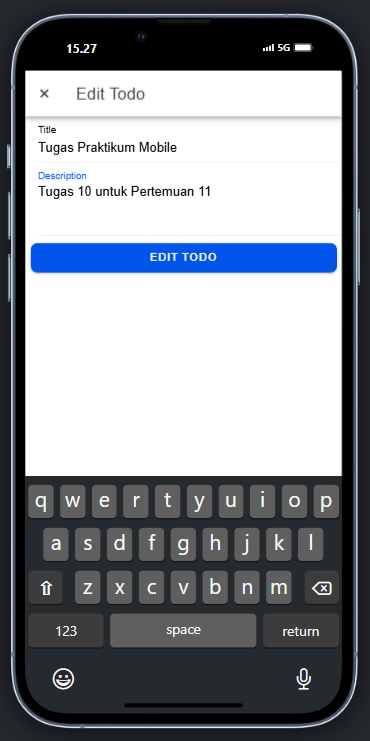 15.27 5G
× Edit Todo
Title
Tugas Praktikum Mobile
Description
Tugas 10 untuk Pertemuan 11
EDIT TODO
q w e r t y u i o p
a s d f g h j k l
z x c v b n m
123 space return